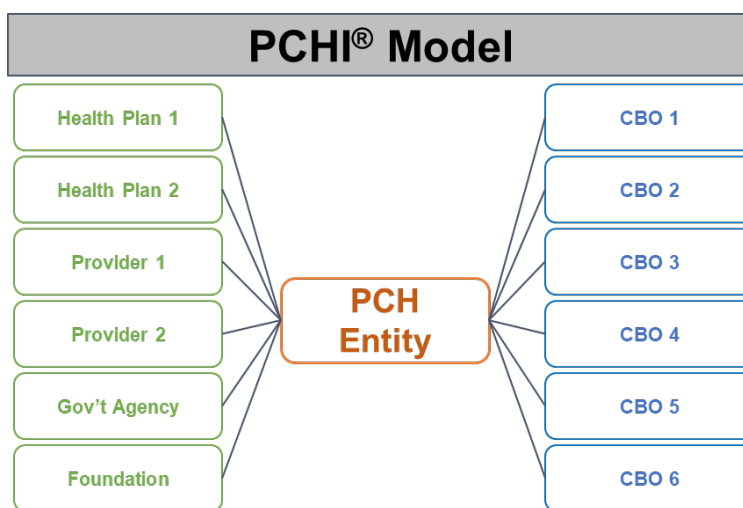 PCHI® Model
Health Plan 1
Health Plan 2
Provider 1
Provider 2
Gov’t Agency
Foundation
PCH
Entity
CBO 1
CBO 2
CBO 3
CBO 4
CBO 5
CBO 6